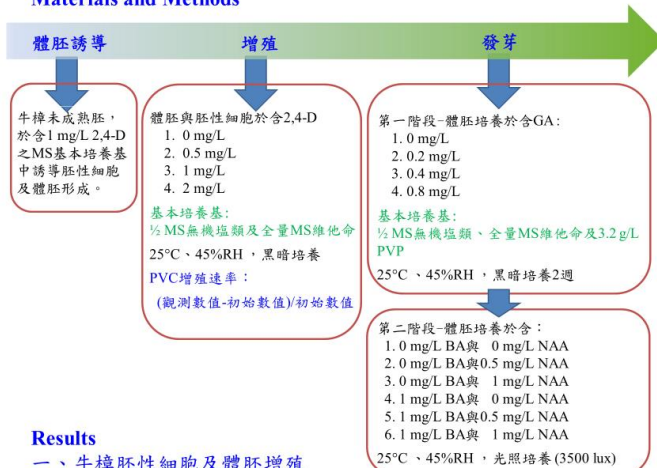 Materials and Methods
體胚誘導
增殖
發芽
牛樟未成熟胚，
於含1 mg/L 2,4-D
之MS基本培養基
中誘導胚性細胞
及體胚形成。
體胚與胚性細胞於含2,4-D
1. 0 mg/L
2. 0.5 mg/L
3. 1 mg/L
4. 2 mg/L
基本培養基:
½ MS無機塩類及全量MS維他命
25°C、45%RH ，黑暗培養
PVC增殖速率：
(觀測數值-初始數值)/初始數值
第一階段-體胚培養於含GA:
1. 0 mg/L
2. 0.2 mg/L
3. 0.4 mg/L
4. 0.8 mg/L
基本培養基:
½ MS無機塩類、全量MS維他命及3.2 g/L
PVP
25°C 、45%RH ，黑暗培養2週
第二階段-體胚培養於含：
1. 0 mg/L BA與 0 mg/L NAA
2. 0 mg/L BA與0.5 mg/L NAA
3. 0 mg/L BA與 1 mg/L NAA
4. 1 mg/L BA與 0 mg/L NAA
5. 1 mg/L BA與0.5 mg/L NAA
6. 1 mg/L BA與 1 mg/L NAA
25°C 、45%RH ，光照培養 (3500 lux)
Results
一、牛樟胚性細胞及體胚增殖